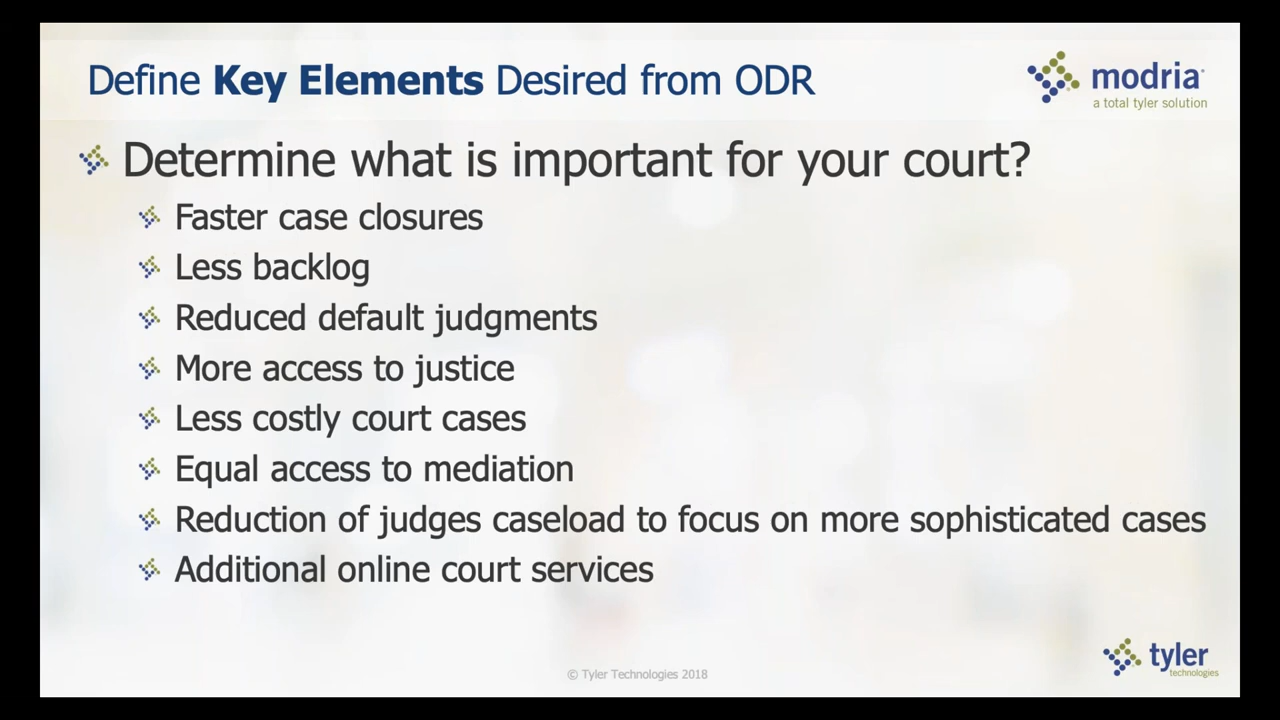 Define Key Elements Desired from ODR
modria
a total tyler solution
Determine what is important for your court?
Faster case closures
Less backlog
Reduced default judgments
More access to justice
Less costly court cases
Equal access to mediation
Reduction of judges caseload to focus on more sophisticated cases
Additional online court services
© Tyler Technologies 2018
tyler
technologies